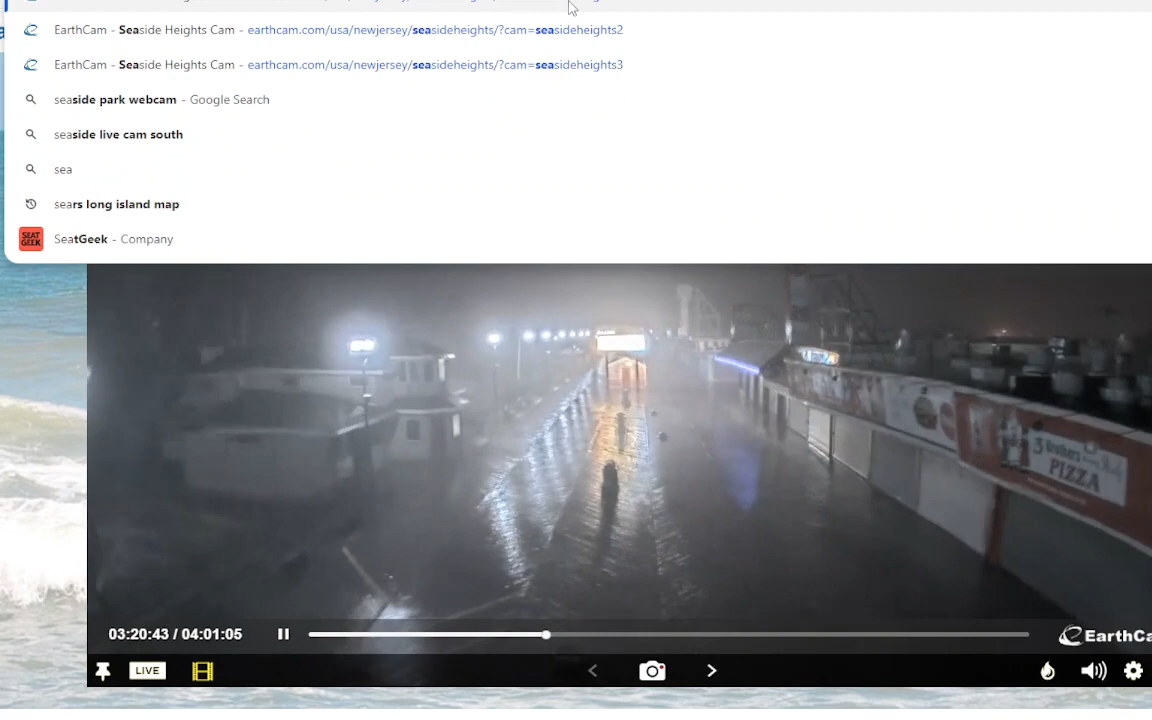 EarthCam - Seaside Heights Cam - earthcam.com/usa/newjersey/seasideheights/?cam=seasideheights2
EarthCam - Seaside Heights Cam - earthcam.com/usa/newjersey/seasideheights/?cam=seasideheights3
seaside park webcam - Google Search
seaside live cam south
sea
sears long island map
SEAT
GEEK
SeatGeek - Company
3 Brothers
PIZZA
03:20:43 / 04:01:05
EarthCa
LIVE